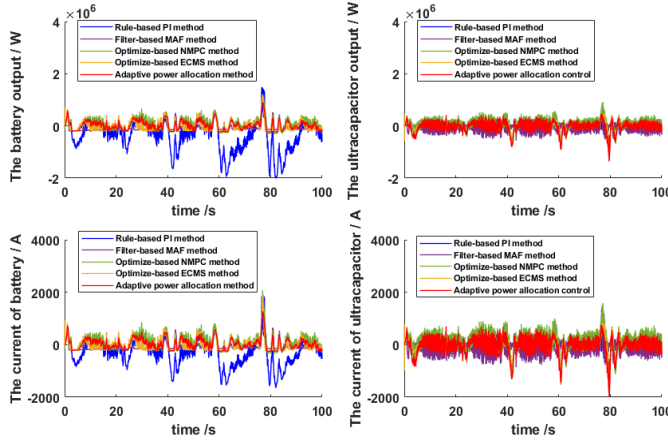 ×10⁶
×10⁶
4
2
0
-2
The battery output / W
Rule-based PI method
Filter-based MAF method
Optimize-based NMPC method
Optimize-based ECMS method
Adaptive power allocation method
0 20 40 60 80 100
time /s
4
2
0
-2
The ultracapacitor output / W
Rule-based PI method
Filter-based MAF method
Optimize-based NMPC method
Optimize-based ECMS method
Adaptive power allocation control
0 20 40 60 80 100
time /s
4000
2000
0
-2000
The current of battery / A
Rule-based PI method
Filter-based MAF method
Optimize-based NMPC method
Optimize-based ECMS method
Adaptive power allocation method
0 20 40 60 80 100
time /s
4000
2000
0
-2000
The current of ultracapacitor / A
Rule-based PI method
Filter-based MAF method
Optimize-based NMPC method
Optimize-based ECMS method
Adaptive power allocation control
0 20 40 60 80 100
time /s